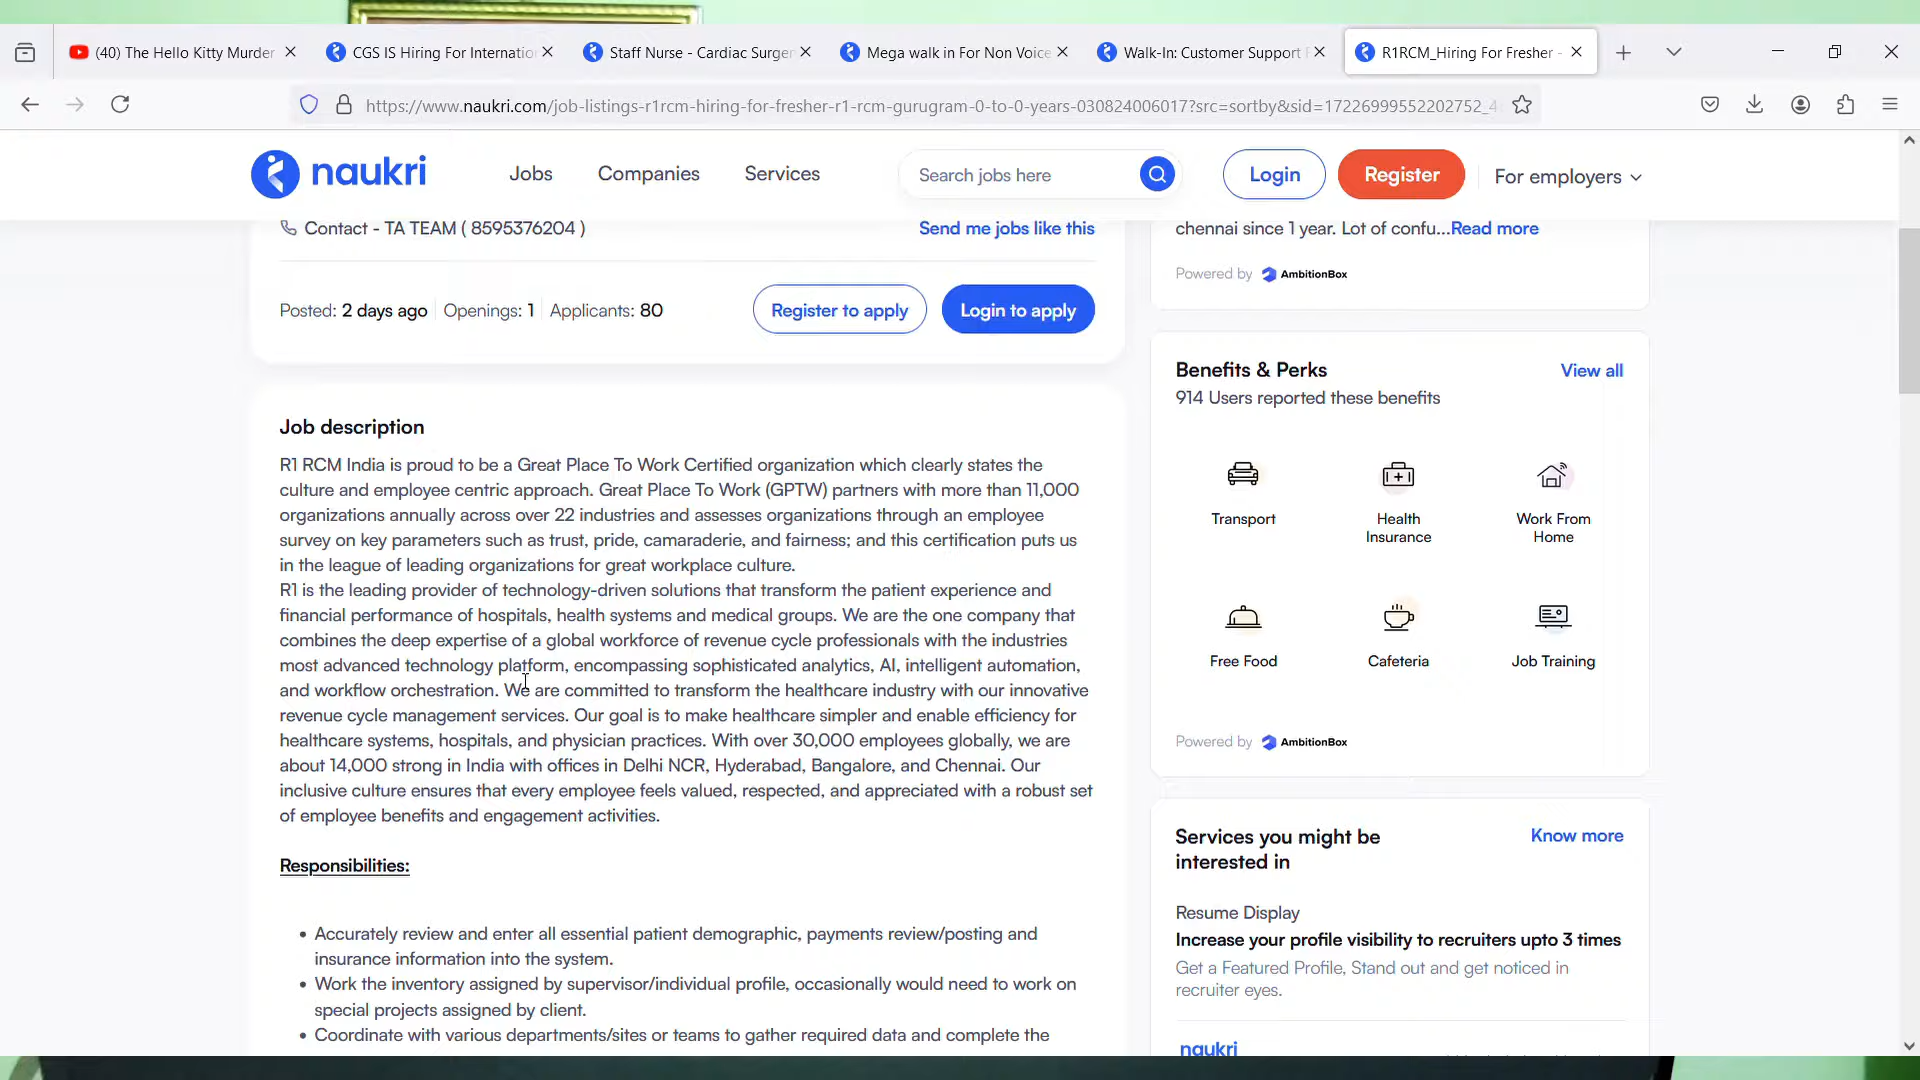 (40) The Hello Kitty Murder
CGS IS Hiring For Internatio
Staff Nurse - Cardiac Surger
Mega walk in For Non Voice
Walk-In: Customer Support
R1RCM_Hiring For Fresher -
https://www.naukri.com/job-listings-r1rcm-hiring-for-fresher-r1-rcm-gurugram-0-to-0-years-030824006017?src=sortby&sid=17226999552202752_4
naukri
Jobs
Companies
Services
Search jobs here
Login
Register
For employers
Contact - TA TEAM ( 8595376204 )
Send me jobs like this
Posted: 2 days ago
Openings: 1
Applicants: 80
Register to apply
Login to apply
Job description
R1 RCM India is proud to be a Great Place To Work Certified organization which clearly states the
culture and employee centric approach. Great Place To Work (GPTW) partners with more than 11,000
organizations annually across over 22 industries and assesses organizations through an employee
survey on key parameters such as trust, pride, camaraderie, and fairness; and this certification puts us
in the league of leading organizations for great workplace culture.
R1 is the leading provider of technology-driven solutions that transform the patient experience and
financial performance of hospitals, health systems and medical groups. We are the one company that
combines the deep expertise of a global workforce of revenue cycle professionals with the industries
most advanced technology platform, encompassing sophisticated analytics, AI, intelligent automation,
and workflow orchestration. We are committed to transform the healthcare industry with our innovative
revenue cycle management services. Our goal is to make healthcare simpler and enable efficiency for
healthcare systems, hospitals, and physician practices. With over 30,000 employees globally, we are
about 14,000 strong in India with offices in Delhi NCR, Hyderabad, Bangalore, and Chennai. Our
inclusive culture ensures that every employee feels valued, respected, and appreciated with a robust set
of employee benefits and engagement activities.
Responsibilities:
• Accurately review and enter all essential patient demographic, payments review/posting and
insurance information into the system.
• Work the inventory assigned by supervisor/individual profile, occasionally would need to work on
special projects assigned by client.
• Coordinate with various departments/sites or teams to gather required data and complete the
chennai since 1 year. Lot of confu...Read more
Powered by AmbitionBox
Benefits & Perks
View all
914 Users reported these benefits
Transport
Health
Insurance
Work From
Home
Free Food
Cafeteria
Job Training
Powered by AmbitionBox
Services you might be
interested in
Know more
Resume Display
Increase your profile visibility to recruiters upto 3 times
Get a Featured Profile, Stand out and get noticed in
recruiter eyes.
naukri